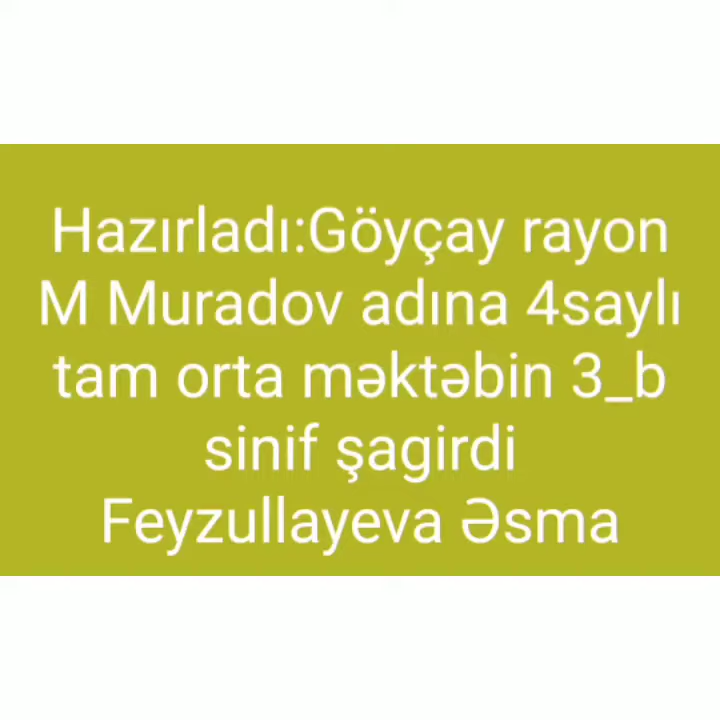 Hazırladı:Göyçay rayon
M Muradov adına 4saylı
tam orta məktəbin 3_b
sinif şagirdi
Feyzullayeva Əsma